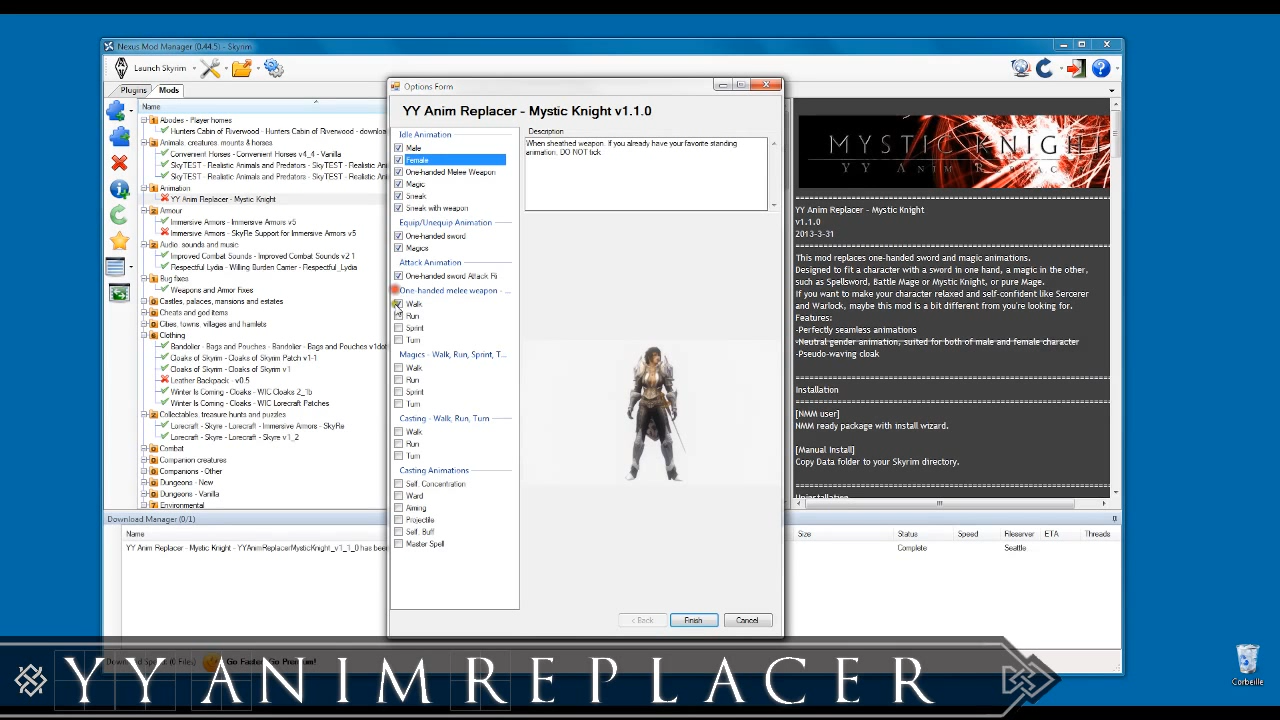 Nexus Mod Manager (0.44.5) - Skyrim
Launch Skyrim
Plugins
Mods
Name
Abodes - Player homes
Hunters Cabin of Riverwood - Hunters Cabin of Riverwood - downloa
Animals, creatures, mounts & horses
Convenient Horses - Convenient Horses v4_4 - Vanilla
SkyTEST - Realistic Animals and Predators - SkyTEST - Realistic An
SkyTEST - Realistic Animals and Predators - SkyTEST - Realistic An
Animation
YY Anim Replacer - Mystic Knight
Armour
Immersive Armors - Immersive Armors v5
Immersive Armors - SkyRe Support for Immersive Armors v5
Audio, sounds and music
Improved Combat Sounds - Improved Combat Sounds v2 1
Respectful Lydia - Willing Burden Carrier - Respectful_Lydia
Bug fixes
Weapons and Armor Fixes
Castles, palaces, mansions and estates
Cheats and god items
Cities, towns, villages and hamlets
Clothing
Bandolier - Bags and Pouches - Bandolier - Bags and Pouches v1dot
Cloaks of Skyrim - Cloaks of Skyrim Patch v1-1
Cloaks of Skyrim - Cloaks of Skyrim v1
Leather Backpack - v0.5
Winter Is Coming - Cloaks - WIC Cloaks 2_1b
Winter Is Coming - Cloaks - WIC Lorecraft Patches
Collectables, treasure hunts and puzzles
Lorecraft - Skyre - Lorecraft - Immersive Armors - SkyRe
Lorecraft - Skyre - Lorecraft - Skyre v1_2
Combat
Companion creatures
Companions - Other
Dungeons - New
Dungeons - Vanilla
Environmental
Options Form
YY Anim Replacer - Mystic Knight v1.1.0
Idle Animation
Male
Female
One-handed Melee Weapon
Magic
Sneak
Sneak with weapon
Equip/Unequip Animation
One-handed sword
Magics
Attack Animation
One-handed sword Attack Ri
One-handed melee weapon - ...
Walk
Run
Sprint
Turn
Magics - Walk, Run, Sprint, T...
Walk
Run
Sprint
Turn
Casting - Walk, Run, Turn
Walk
Run
Turn
Casting Animations
Self, Concentration
Ward
Aiming
Projectile
Self, Buff
Master Spell
Description
When sheathed weapon. If you already have your favorite standing
animation, DO NOT tick.
< Back
Finish
Cancel
MYSTIC KNIGHT
YY ANIM REPLACER
YY Anim Replacer - Mystic Knight
v1.1.0
2013-3-31
This mod replaces one-handed sword and magic animations.
Designed to fit a character with a sword in one hand, a magic in the other,
such as Spellsword, Battle Mage or Mystic Knight, or pure Mage.
If you want to make your character relaxed and self-confident like Sercerer
and Warlock, maybe this mod is a bit different from you're looking for.
Features:
-Perfectly seamless animations
-Neutral gender animation, suited for both of male and female character
-Pseudo-waving cloak
Installation
[NMM user]
NMM ready package with install wizard.
[Manual Install]
Copy Data folder to your Skyrim directory.
Uninstallation
Download Manager (0/1)
Name
Size
Status
Speed
Fileserver
ETA
Threads
YY Anim Replacer - Mystic Knight - YYAnimReplacerMysticKnight_v1_1_0 has been
Complete
Seattle
Go Faster, Go Premium!
Corbeille
YY ANIM REPLACER